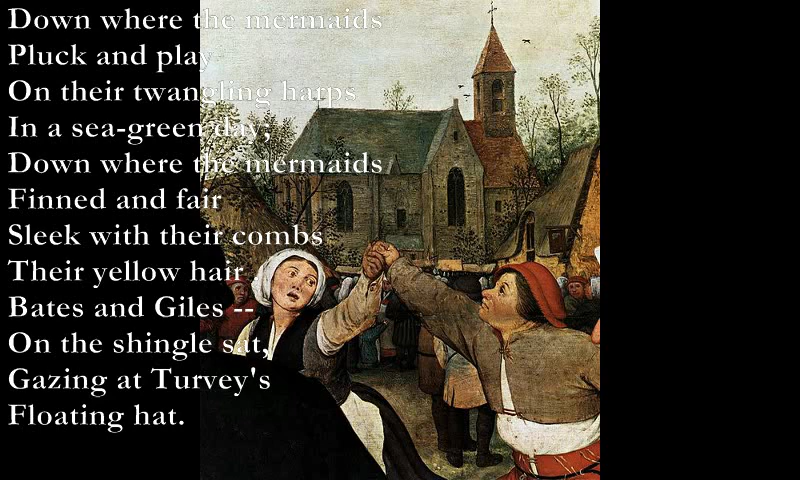 Down where the mermaids
Pluck and play
On their twangling harps
In a sea-green day;
Down where the mermaids
Finned and fair
Sleek with their combs
Their yellow hair
Bates and Giles --
On the shingle sat,
Gazing at Turvey's
Floating hat.